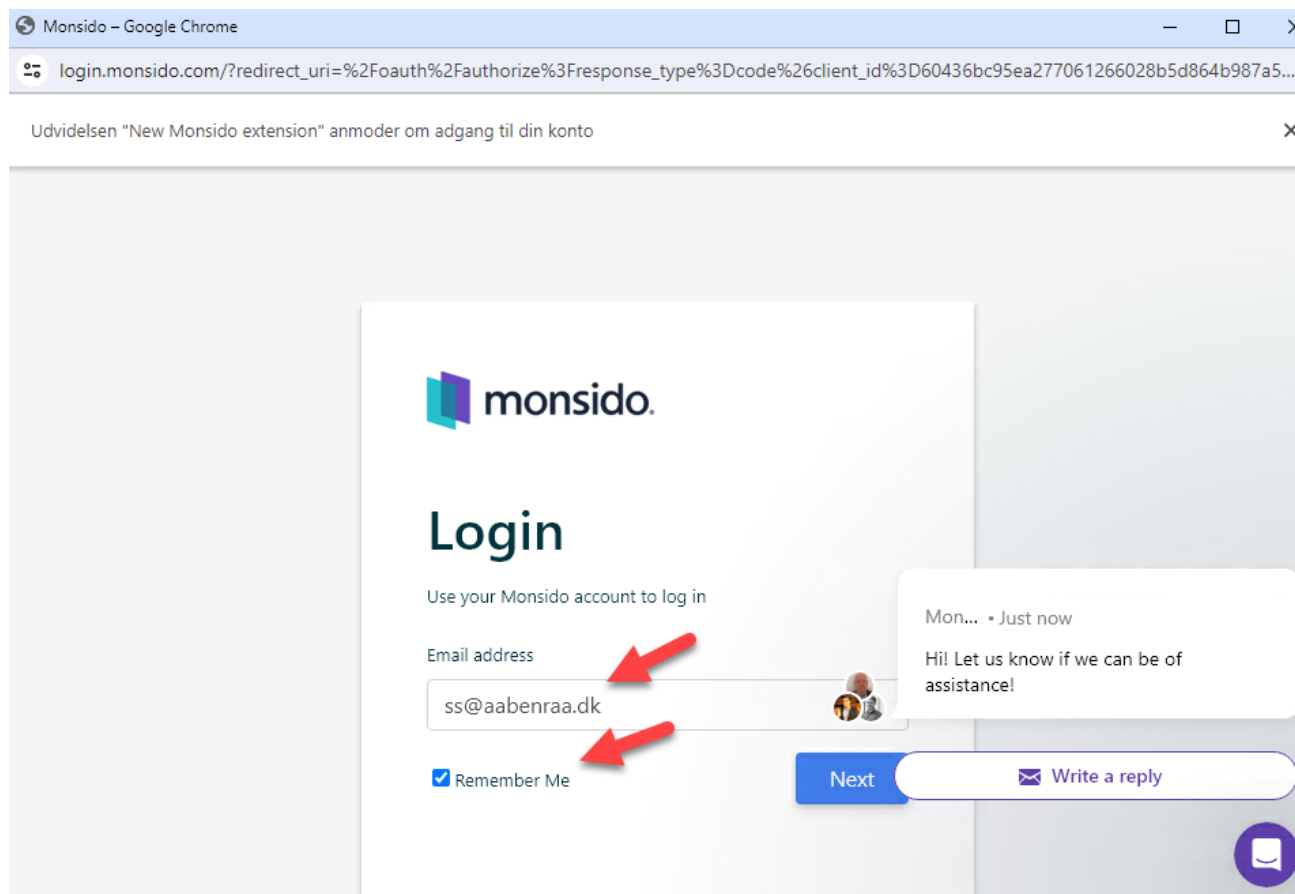 Monsido – Google Chrome
login.monsido.com/?redirect_uri=%2Foauth%2Fauthorize%3Fresponse_type%3Dcode%26client_id%3D60436bc95ea277061266028b5d864b987a5...
Udvidelsen "New Monsido extension" anmoder om adgang til din konto
monsido.
Login
Use your Monsido account to log in
Email address
ss@aabenraa.dk
Remember Me
Next
Mon... • Just now
Hi! Let us know if we can be of
assistance!
Write a reply